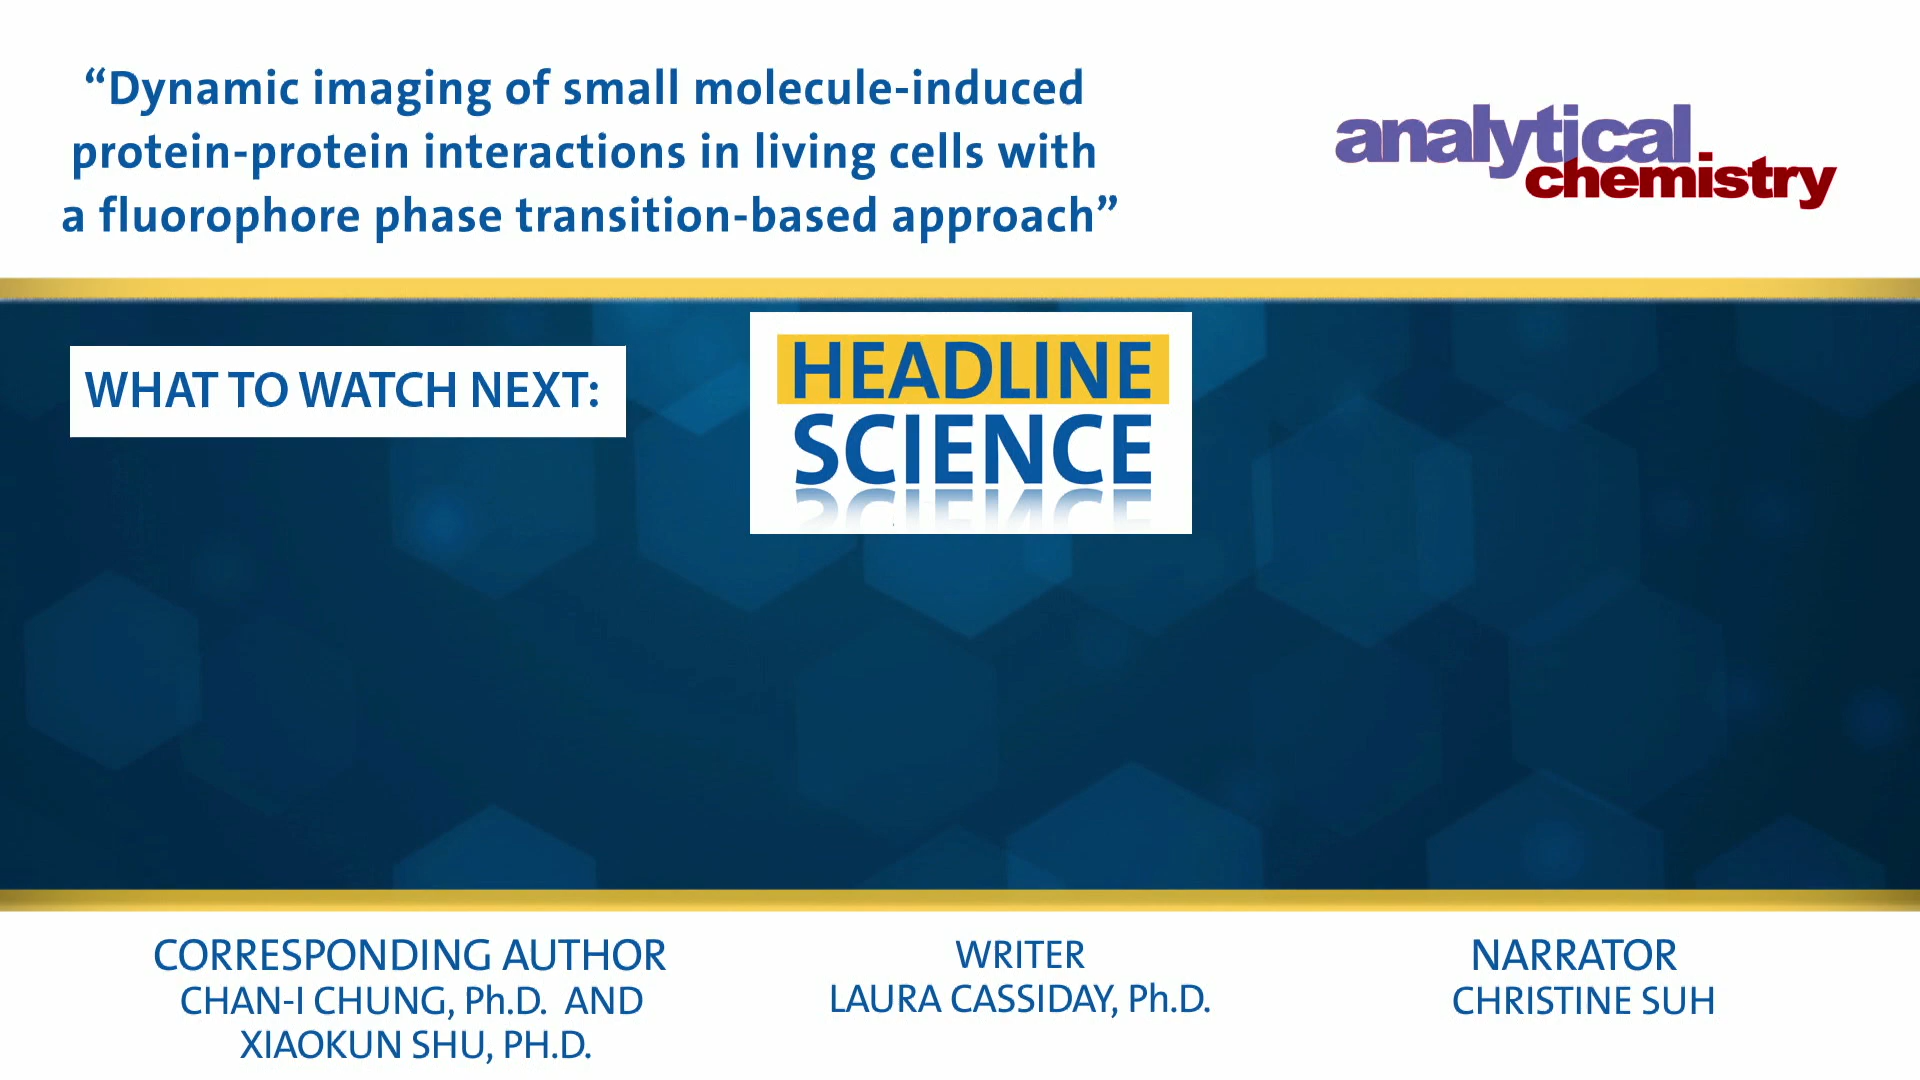 “Dynamic imaging of small molecule-induced
protein-protein interactions in living cells with
a fluorophore phase transition-based approach”
analytical
chemistry
WHAT TO WATCH NEXT:
HEADLINE
SCIENCE
CORRESPONDING AUTHOR
CHAN-I CHUNG, Ph.D. AND
XIAOKUN SHU, PH.D.
WRITER
LAURA CASSIDAY, Ph.D.
NARRATOR
CHRISTINE SUH